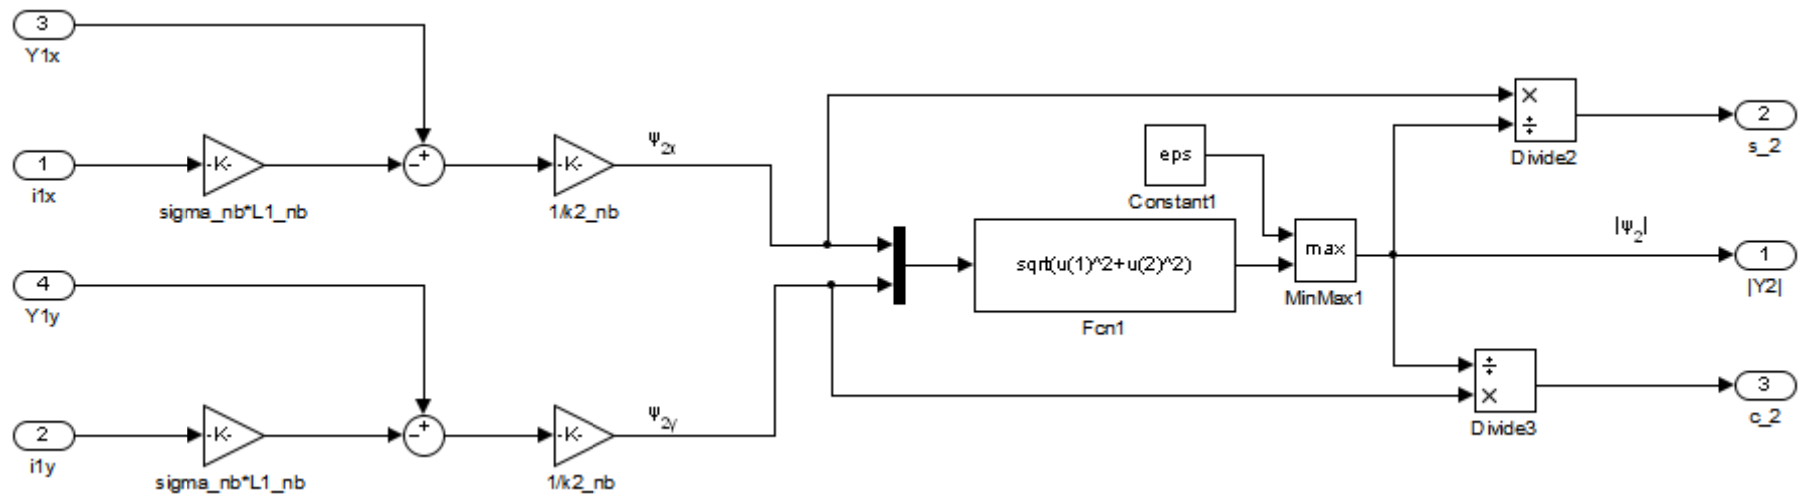 3
Y1x
1
i1x
-K-
sigma_nb*L1_nb
+
−
-K-
1/k2_nb
Ψ2x
4
Y1y
2
i1y
-K-
sigma_nb*L1_nb
+
−
-K-
1/k2_nb
Ψ2y
eps
Constant1
sqrt(u(1)^2+u(2)^2)
Fcn1
max
MinMax1
×
÷
Divide2
2
s_2
|Ψ2|
1
|Y2|
÷
×
Divide3
3
c_2